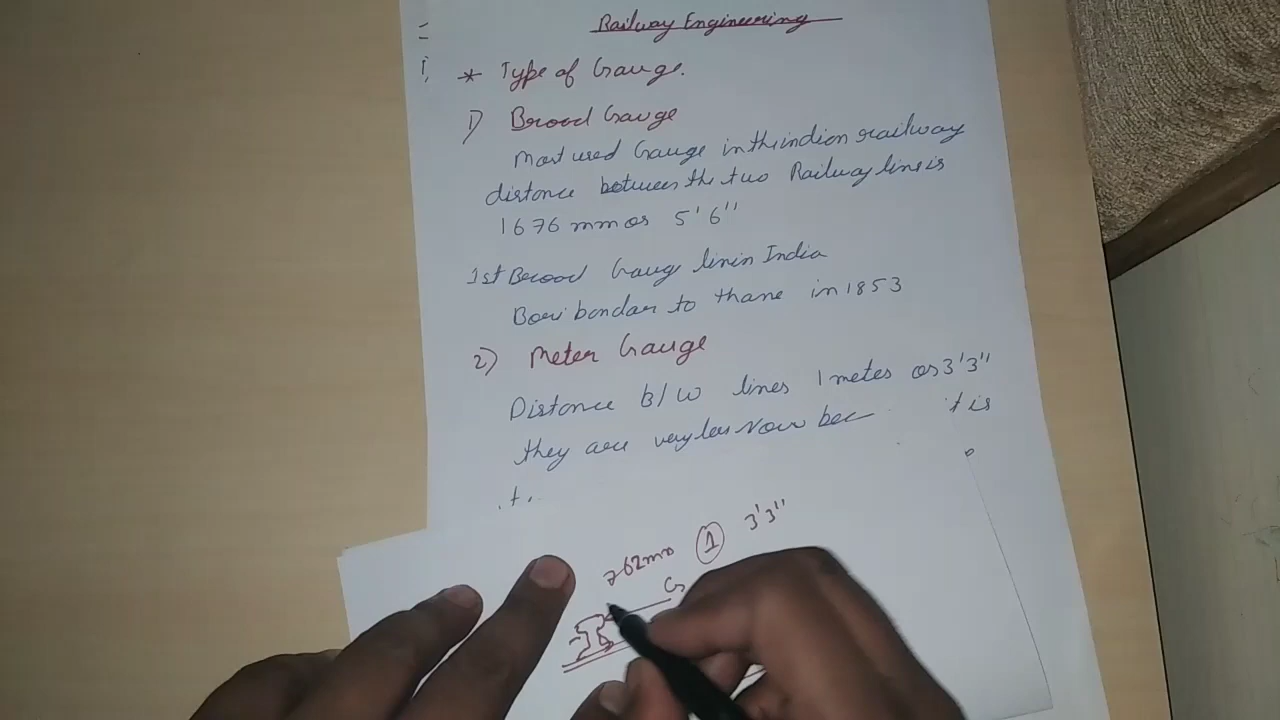 Railway Engineering
* Type of Gauge.
1) Broad Gauge
Most used Gauge in the indian railway
distance between the two Railway line is
1676 mm or 5'6"
1st Broad Gauge line in India
Bori bandar to thane in 1853
2) Meter Gauge
Distance B/W lines 1 meter or 3'3"
they are very less Now bec it is
t.
762mm 1 3'3"
G